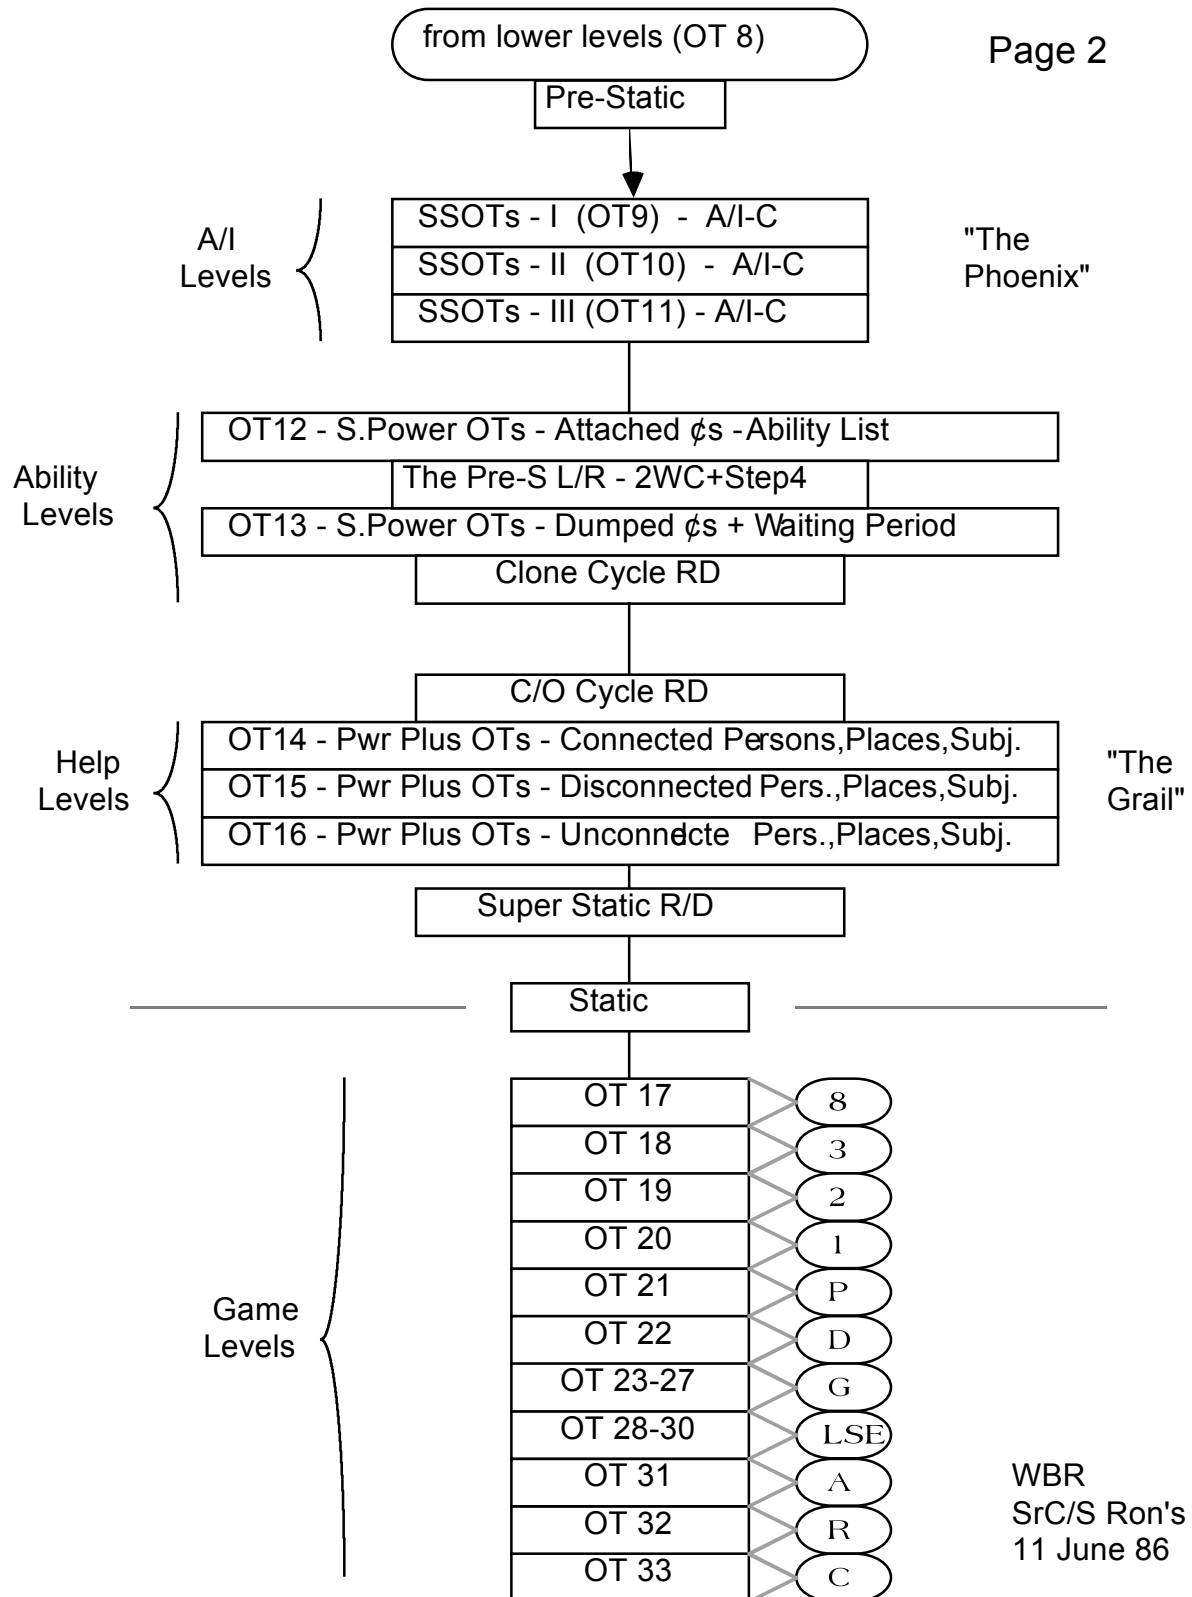 from lower levels (OT 8)
Page 2
Pre-Static
A/I
Levels
SSOTs - I (OT9) - A/I-C
SSOTs - II (OT10) - A/I-C
SSOTs - III (OT11) - A/I-C
"The
Phoenix"
Ability
Levels
OT12 - S.Power OTs - Attached ¢s -Ability List
The Pre-S L/R - 2WC+Step4
OT13 - S.Power OTs - Dumped ¢s + Waiting Period
Clone Cycle RD
C/O Cycle RD
Help
Levels
OT14 - Pwr Plus OTs - Connected Persons,Places,Subj.
OT15 - Pwr Plus OTs - Disconnected Pers.,Places,Subj.
OT16 - Pwr Plus OTs - Unconndecte Pers.,Places,Subj.
"The
Grail"
Super Static R/D
Static
Game
Levels
OT 17 8
OT 18 3
OT 19 2
OT 20 1
OT 21 P
OT 22 D
OT 23-27 G
OT 28-30 LSE
OT 31 A
OT 32 R
OT 33 C
WBR
SrC/S Ron's
11 June 86